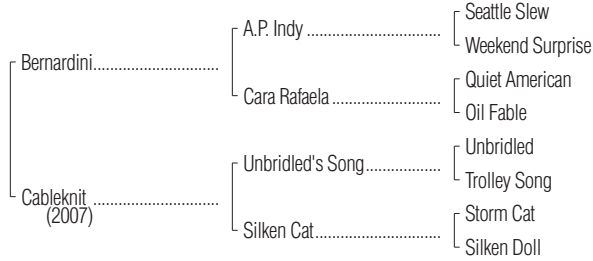 Seattle Slew
A.P. Indy ................................
Weekend Surprise
Bernardini..............................
Quiet American
Cara Rafaela ..........................
Oil Fable
Unbridled
Unbridled's Song..................
Trolley Song
Cableknit ..............................
(2007)
Storm Cat
Silken Cat..............................
Silken Doll